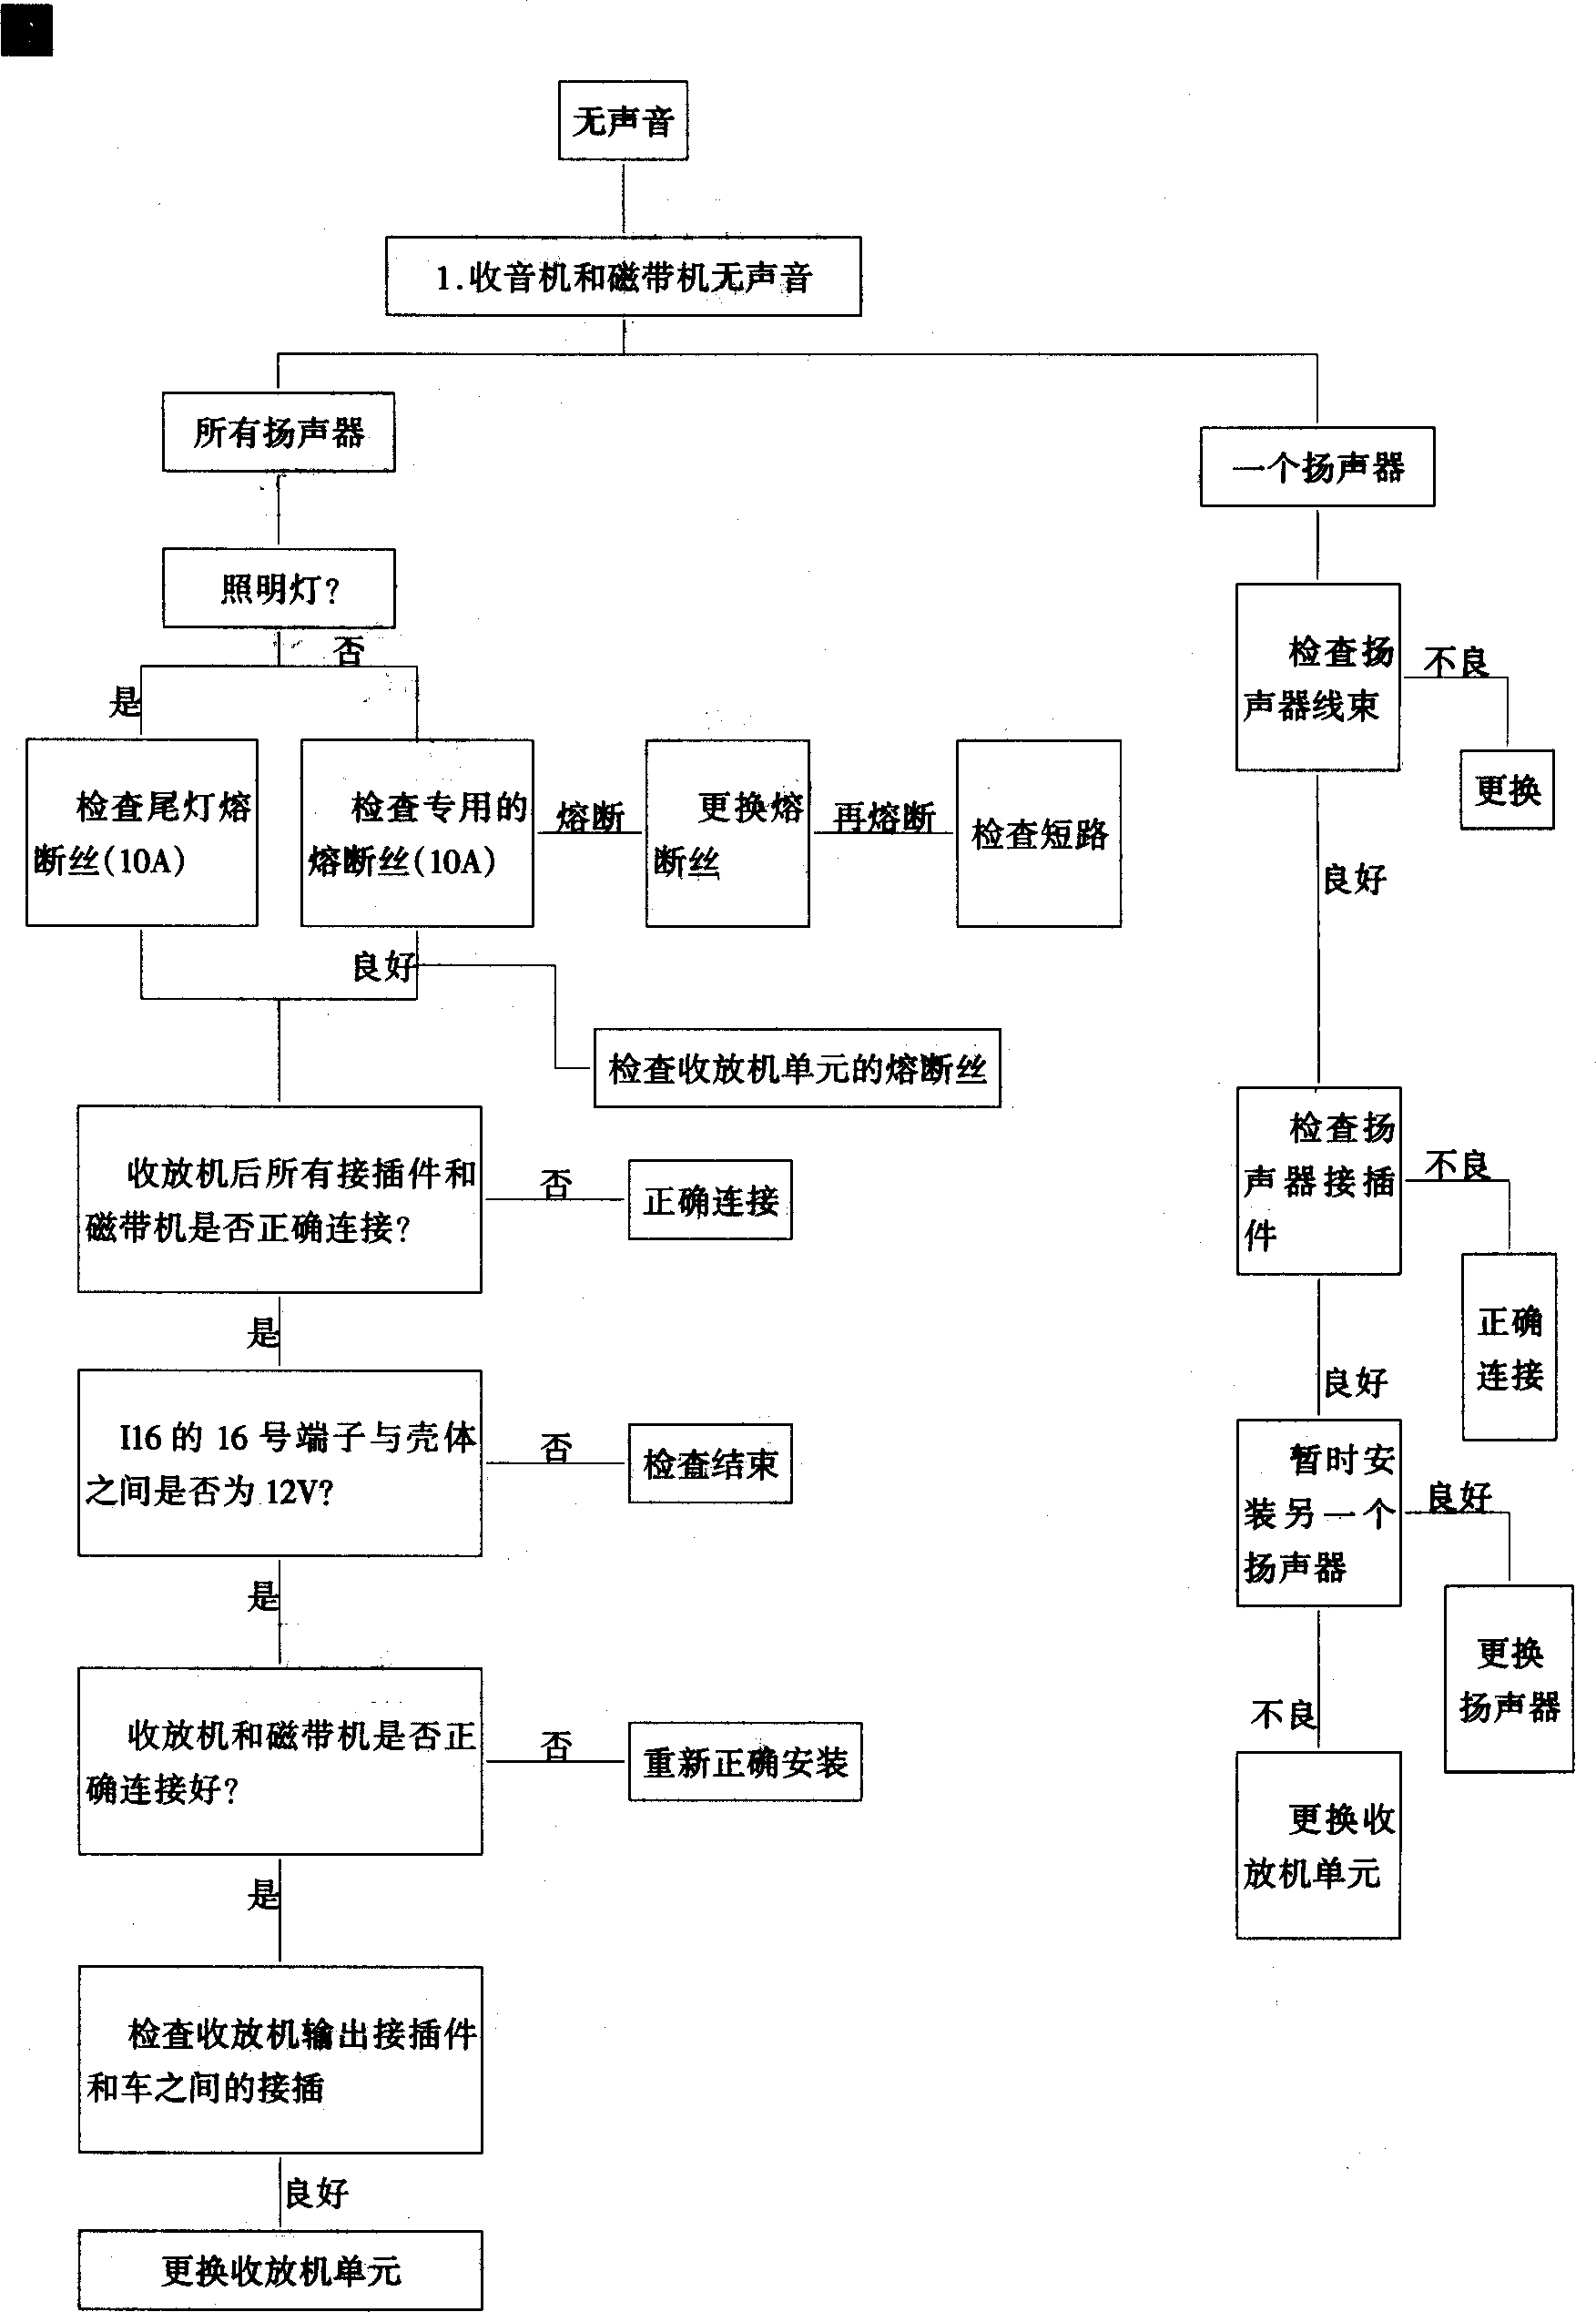 无声音
1.收音机和磁带机无声音
所有扬声器
一个扬声器
照明灯?
否
是
检查扬
声器线束
不良
更换
检查尾灯熔
断丝(10A)
检查专用的
熔断丝(10A)
熔断
更换熔
断丝
再熔断
检查短路
良好
良好
检查收放机单元的熔断丝
收放机后所有接插件和
磁带机是否正确连接?
否
正确连接
检查扬
声器接插
件
不良
正确
连接
是
良好
I16的16号端子与壳体
之间是否为12V?
否
检查结束
暂时安
装另一个
扬声器
良好
更换
扬声器
是
不良
收放机和磁带机是否正
确连接好?
否
重新正确安装
更换收
放机单元
是
检查收放机输出接插件
和车之间的接插
良好
更换收放机单元